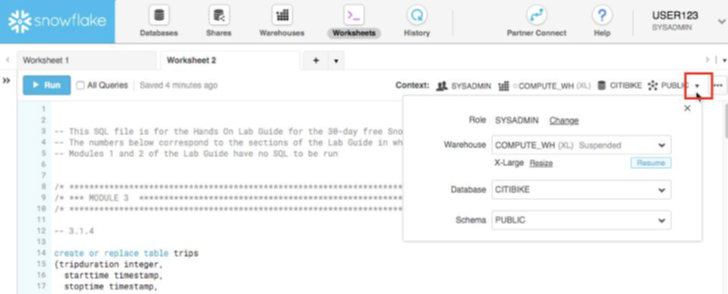 snowflake
Databases
Shares
Warehouses
Worksheets
History
Partner Connect
Help
USER123
SYSADMIN
Worksheet 1
Worksheet 2
Run
All Queries
Saved 4 minutes ago
Context: SYSADMIN COMPUTE_WH (XL) CITIBIKE PUBLIC
Role SYSADMIN Change
Warehouse COMPUTE_WH (XL) Suspended
X-Large Resize Resume
Database CITIBIKE
Schema PUBLIC
1
2
3 -- This SQL file is for the Hands On Lab Guide for the 30-day free Sno
4 -- The numbers below correspond to the sections of the Lab Guide in wh
5 -- Modules 1 and 2 of the Lab Guide have no SQL to be run
6
7
8 /* ****************************************************
9 /* *** MODULE 3 ****************************************
10 /* ****************************************************
11
12 -- 3.1.4
13
14 create or replace table trips
15 (tripduration integer,
16 starttime timestamp,
17 stoptime timestamp,